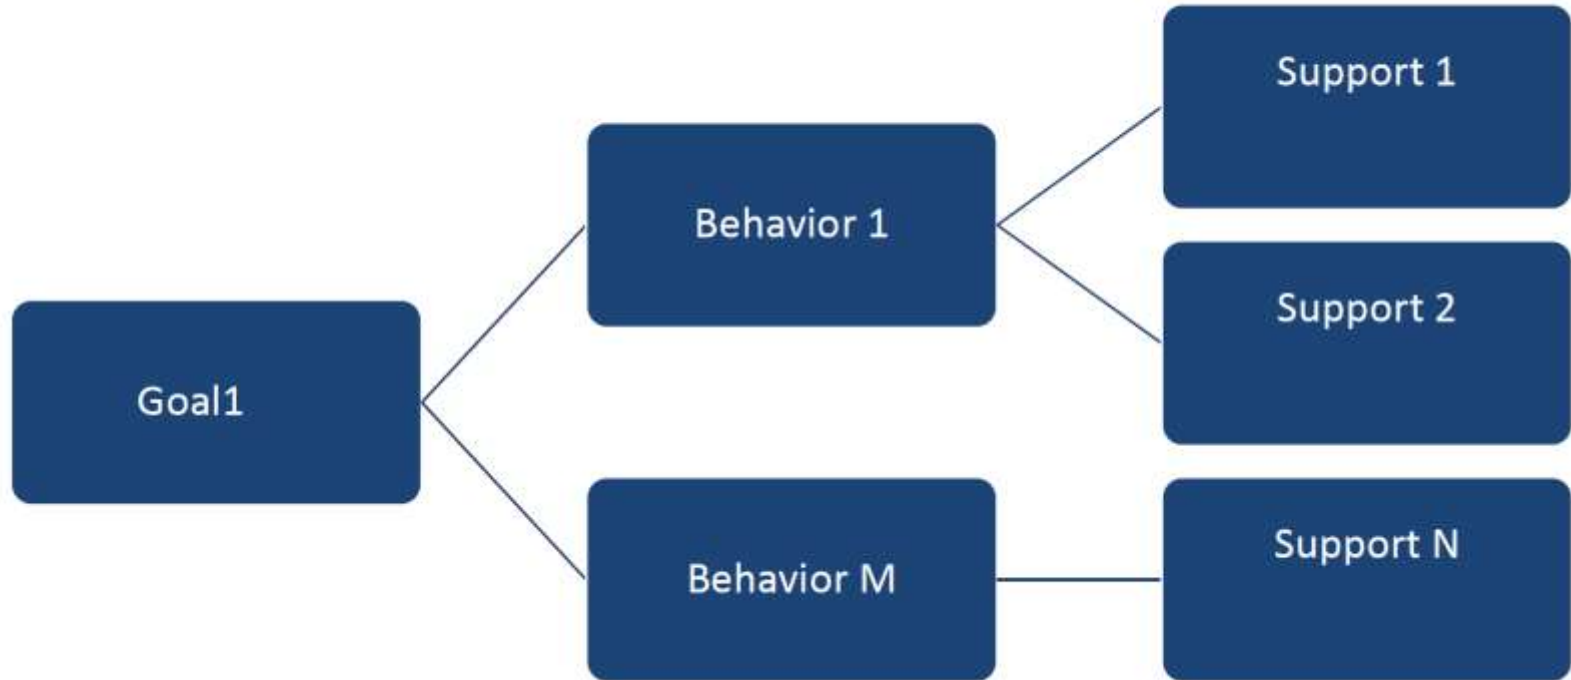 Goal1
Behavior 1
Support 1
Support 2
Behavior M
Support N